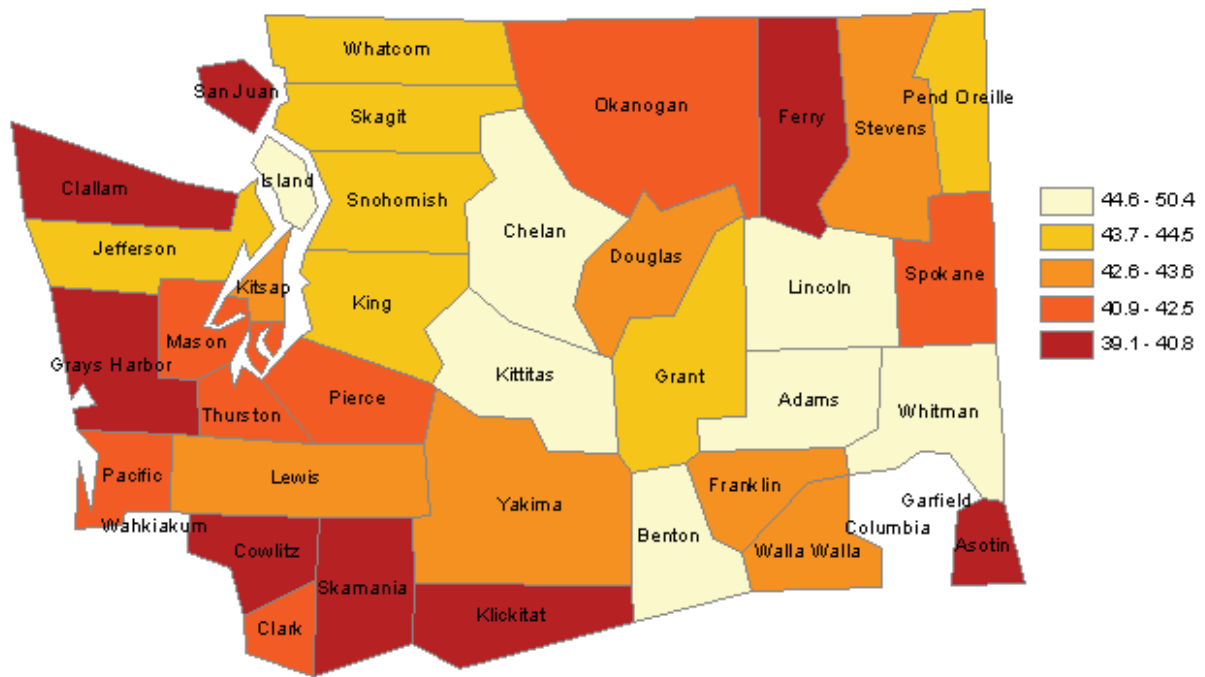 Whatcom
San Juan
Skagit
Okanogan
Ferry
Stevens
Pend Oreille
Clallam
Island
Snohomish
Chelan
Jefferson
Kitsap
King
Douglas
Lincoln
Spokane
Mason
Grays Harbor
Kittitas
Grant
Adams
Whitman
Thurston
Pierce
Pacific
Lewis
Yakima
Franklin
Garfield
Wahkiakum
Columbia
Benton
Cowlitz
Walla Walla
Asotin
Skamania
Klickitat
Clark
44.6 - 50.4
43.7 - 44.5
42.6 - 43.6
40.9 - 42.5
39.1 - 40.8